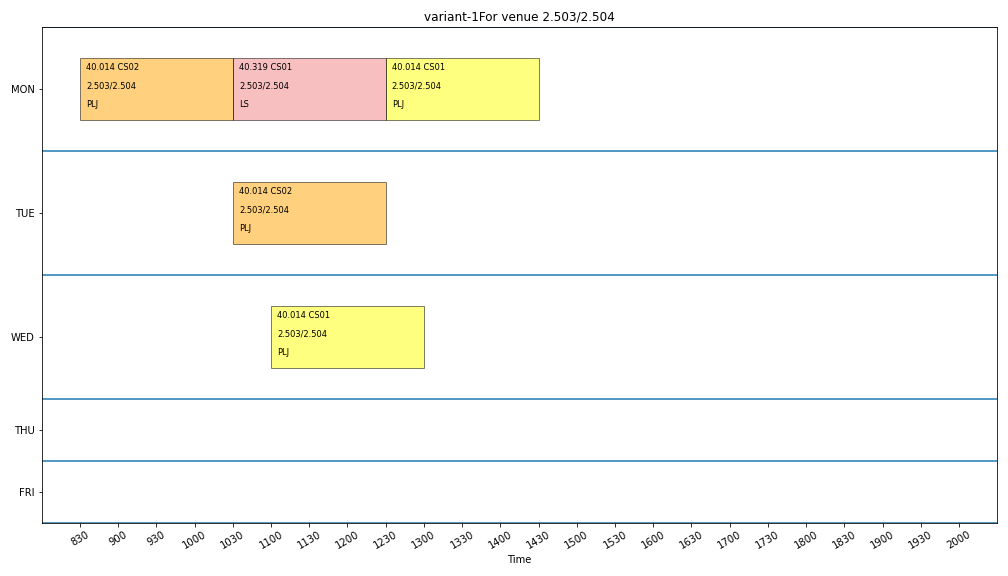 variant-1For venue 2.503/2.504
MON
40.014 CS02
2.503/2.504
PLJ
40.319 CS01
2.503/2.504
LS
40.014 CS01
2.503/2.504
PLJ
TUE
40.014 CS02
2.503/2.504
PLJ
WED
40.014 CS01
2.503/2.504
PLJ
THU
FRI
830 900 930 1000 1030 1100 1130 1200 1230 1300 1330 1400 1430 1500 1530 1600 1630 1700 1730 1800 1830 1900 1930 2000
Time